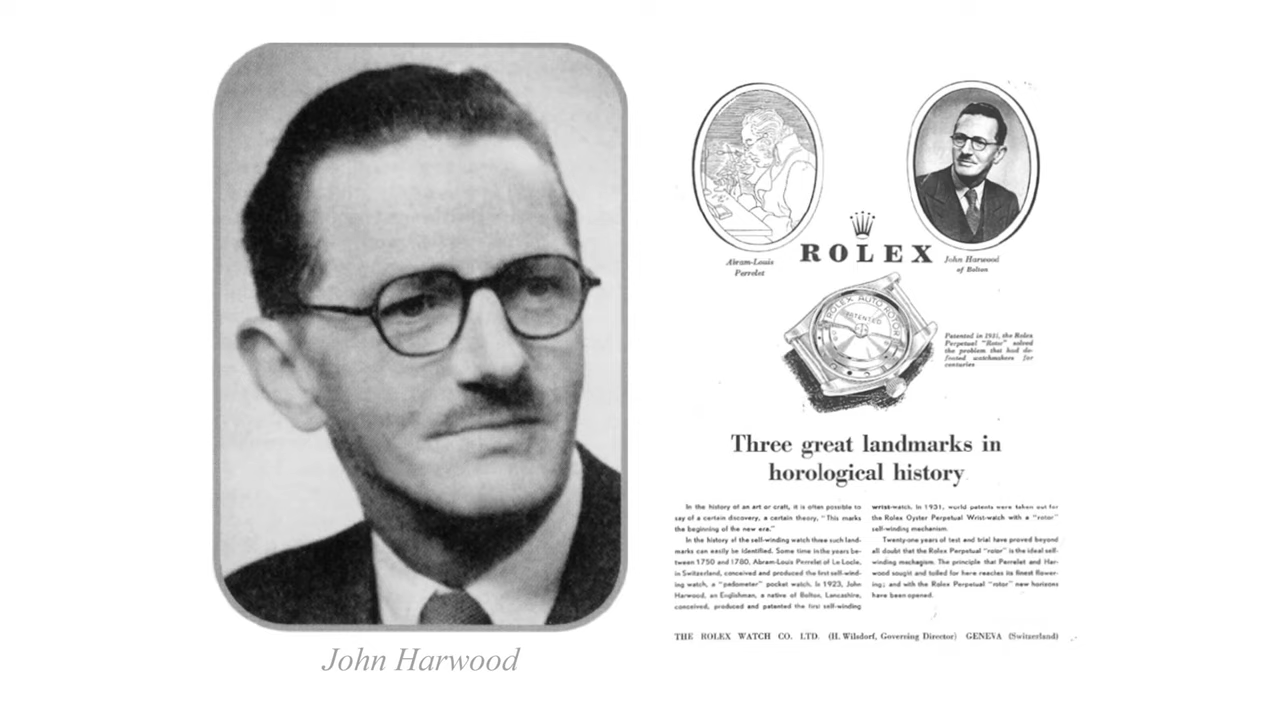 John Harwood
Abram-Louis
Perrelet
ROLEX
John Harwood
of Bolton
ROLEX AUTO ROTOR
PATENTED
Patented in 1931, the Rolex
Perpetual "Rotor" solved
the problem that had de-
feated watchmakers for
centuries
Three great landmarks in
horological history
In the history of an art or craft, it is often possible to
say of a certain discovery, a certain theory, "This marks
the beginning of the new era."
In the history of the self-winding watch three such land-
marks can easily be identified. Some time in the years be-
tween 1750 and 1780, Abram-Louis Perrelet of Le Locle,
in Switzerland, conceived and produced the first self-wind-
ing watch, a "pedometer" pocket watch. In 1923, John
Harwood, an Englishman, a native of Bolton, Lancashire,
conceived, produced and patented the first self-winding
wrist-watch. In 1931, world patents were taken out for
the Rolex Oyster Perpetual Wrist-watch with a "rotor"
self-winding mechanism.
Twenty-one years of test and trial have proved beyond
all doubt that the Rolex Perpetual "rotor" is the ideal self-
winding mechagism. The principle that Perrelet and Har-
wood sought and toiled for here reaches its finest flower-
ing; and with the Rolex Perpetual "rotor" new horizons
have been opened.
THE ROLEX WATCH CO. LTD. (H. Wilsdorf, Governing Director) GENEVA (Switzerland)